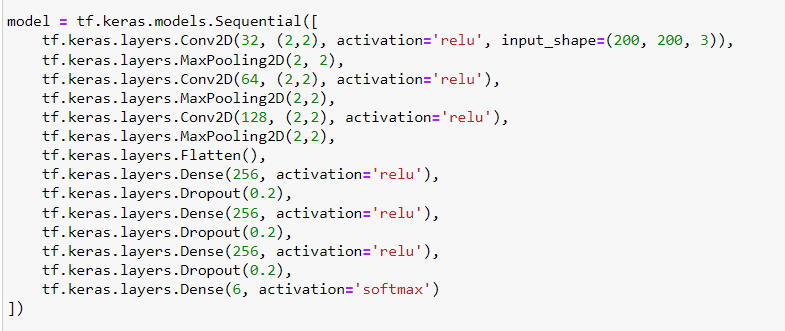 model = tf.keras.models.Sequential([
    tf.keras.layers.Conv2D(32, (2,2), activation='relu', input_shape=(200, 200, 3)),
    tf.keras.layers.MaxPooling2D(2, 2),
    tf.keras.layers.Conv2D(64, (2,2), activation='relu'),
    tf.keras.layers.MaxPooling2D(2,2),
    tf.keras.layers.Conv2D(128, (2,2), activation='relu'),
    tf.keras.layers.MaxPooling2D(2,2),
    tf.keras.layers.Flatten(),
    tf.keras.layers.Dense(256, activation='relu'),
    tf.keras.layers.Dropout(0.2),
    tf.keras.layers.Dense(256, activation='relu'),
    tf.keras.layers.Dropout(0.2),
    tf.keras.layers.Dense(256, activation='relu'),
    tf.keras.layers.Dropout(0.2),
    tf.keras.layers.Dense(6, activation='softmax')
])